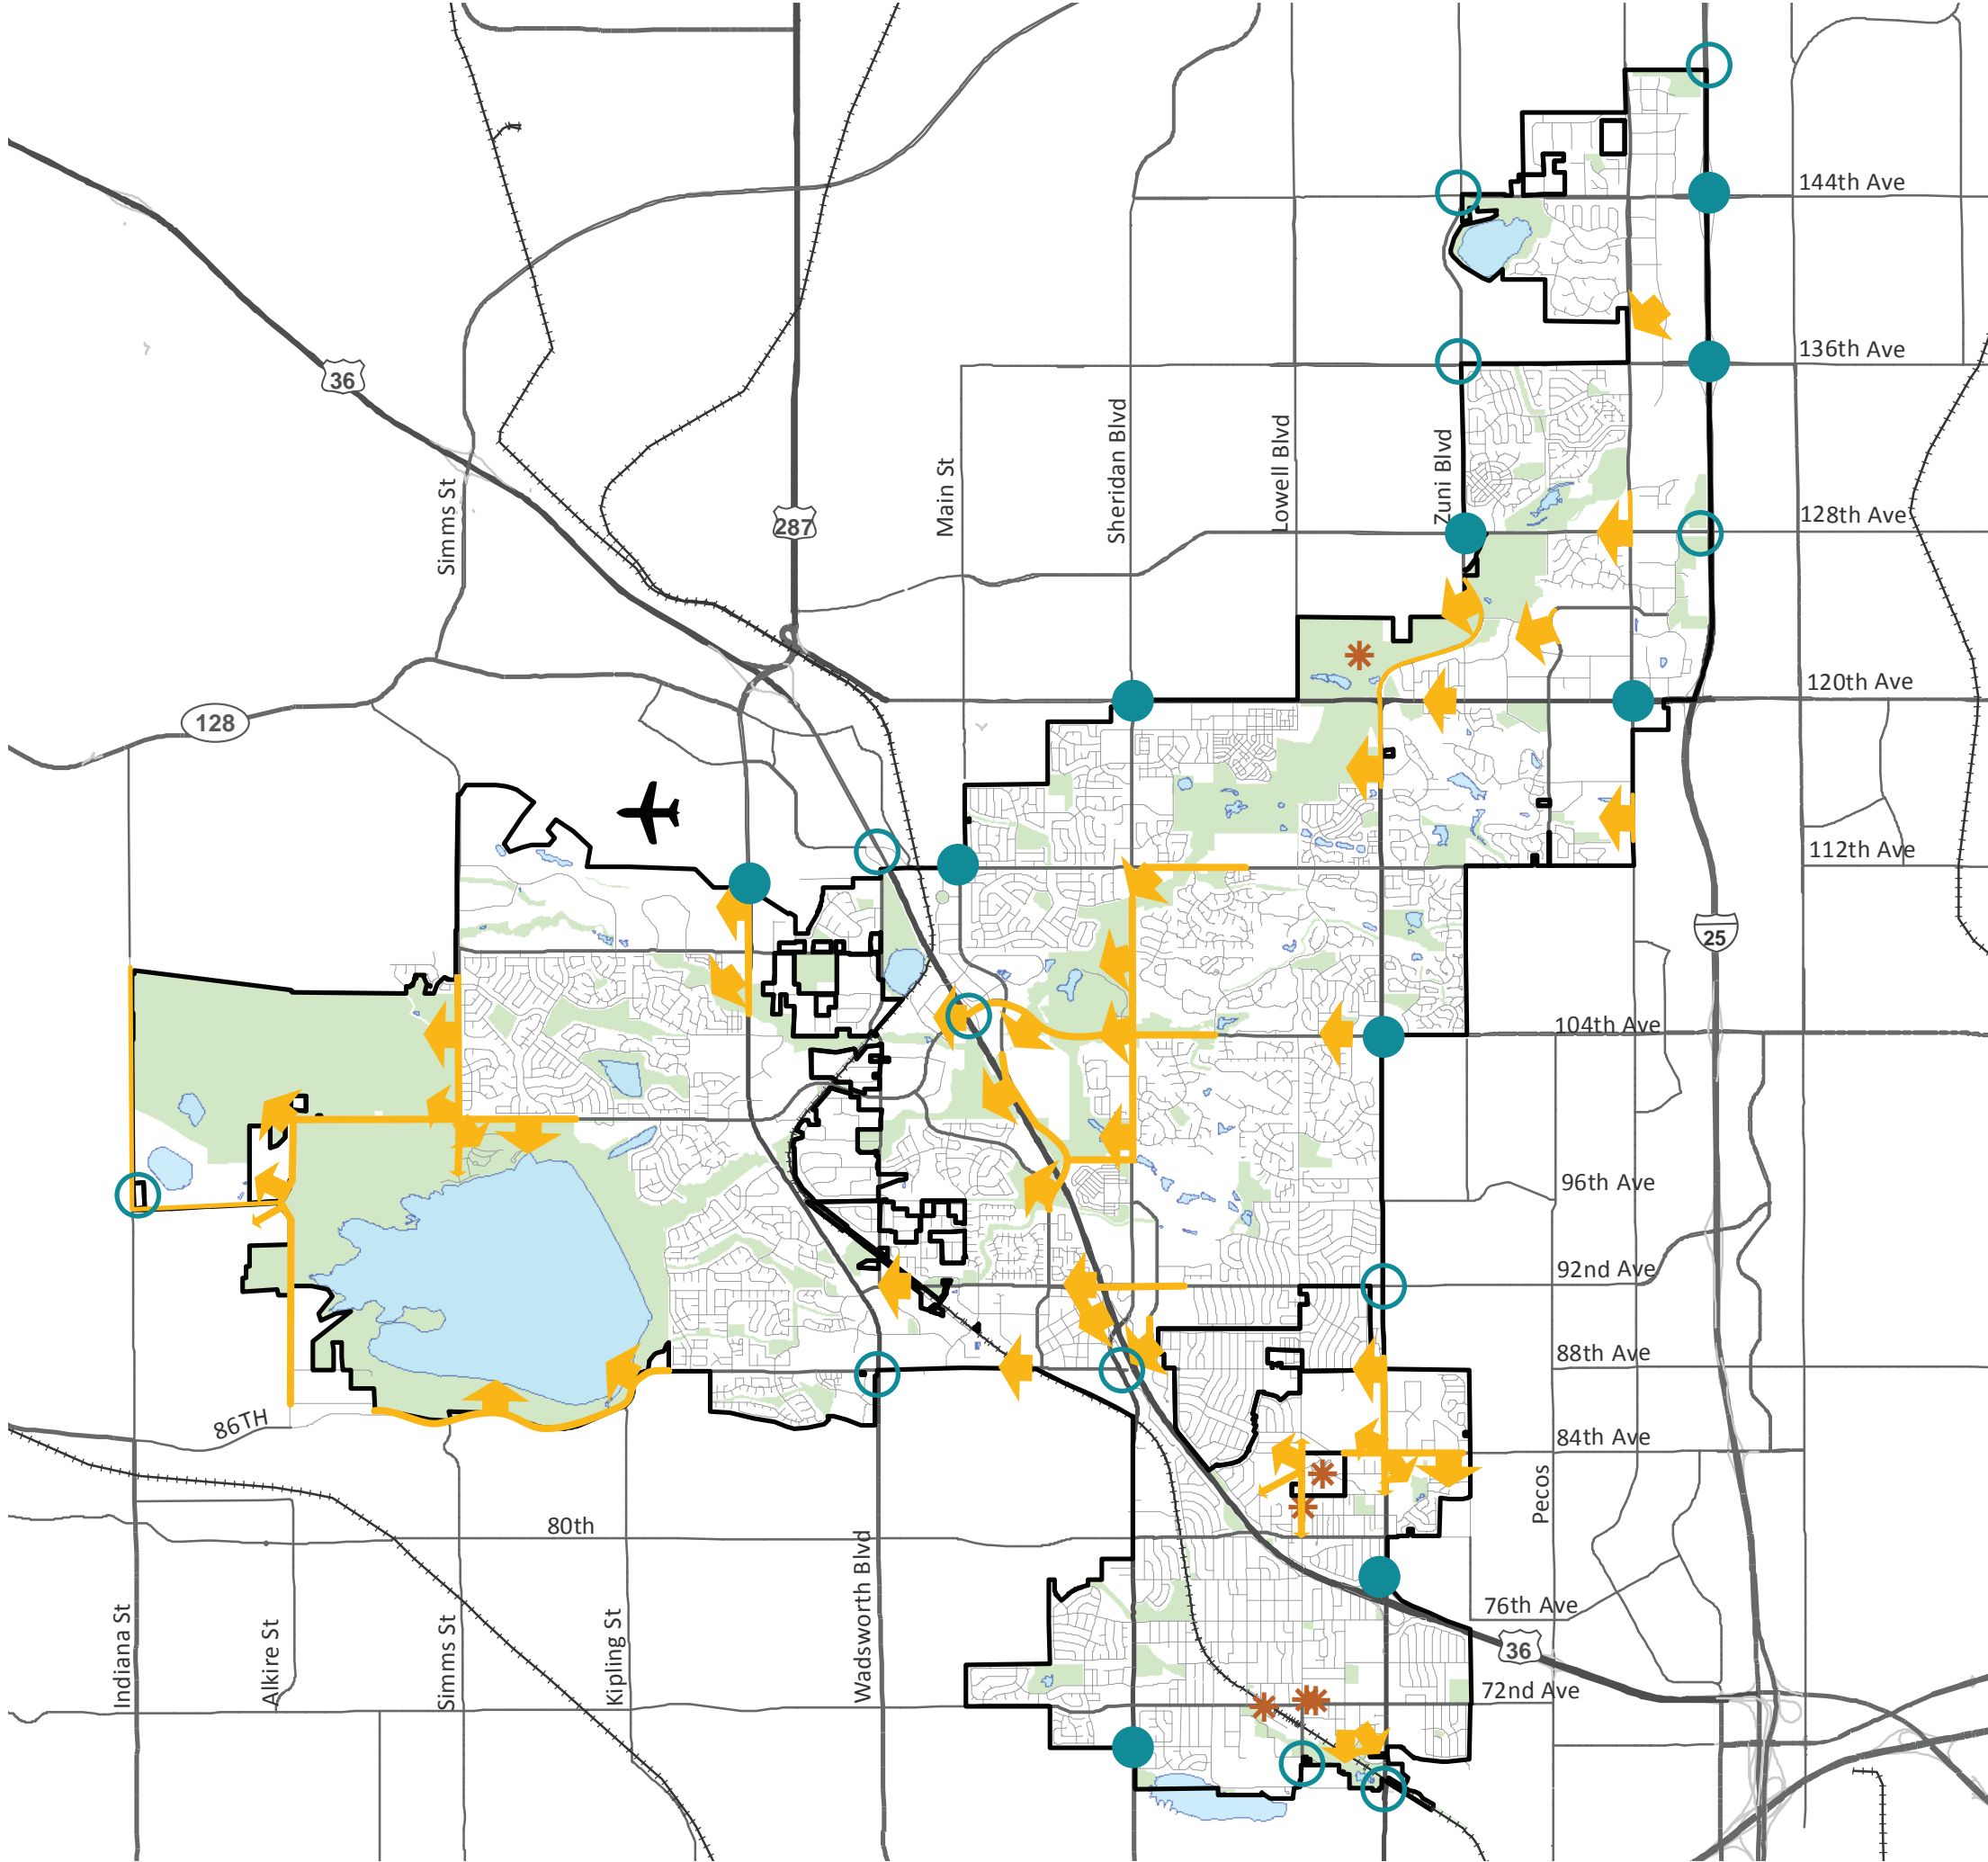 144th Ave
136th Ave
36
Sheridan Blvd
Lowell Blvd
Zuni Blvd
Main St
Simms St
287
128th Ave
120th Ave
128
112th Ave
25
104th Ave
96th Ave
92nd Ave
88th Ave
86TH
84th Ave
Pecos
80th
Wadsworth Blvd
76th Ave
Indiana St
Alkire St
Simms St
Kipling St
36
72nd Ave